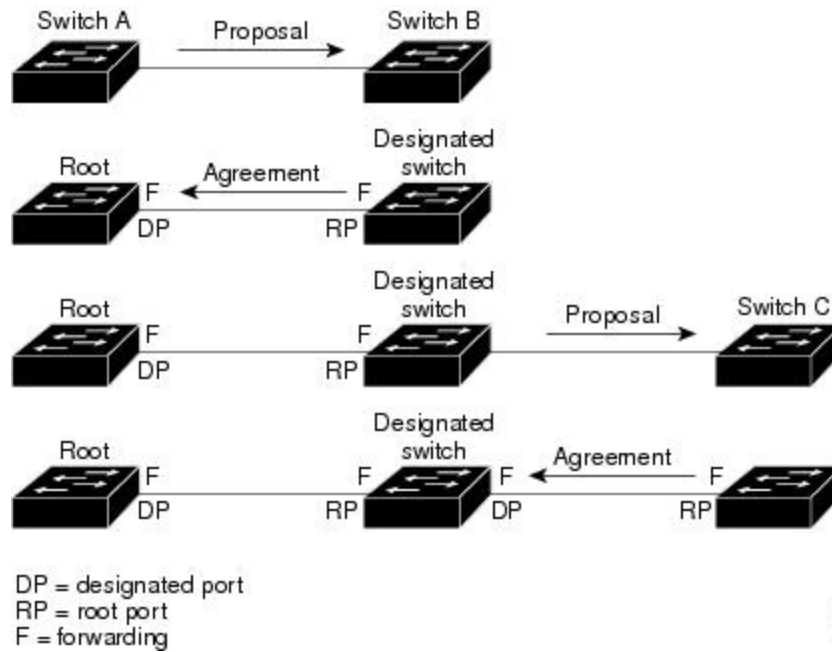 Switch A
Proposal
Switch B
Root
F
Agreement
Designated
switch
F
DP
RP
Root
F
Designated
switch
F
Proposal
Switch C
DP
RP
Root
F
Designated
switch
F
F
Agreement
F
DP
RP
DP
RP
DP = designated port
RP = root port
F = forwarding